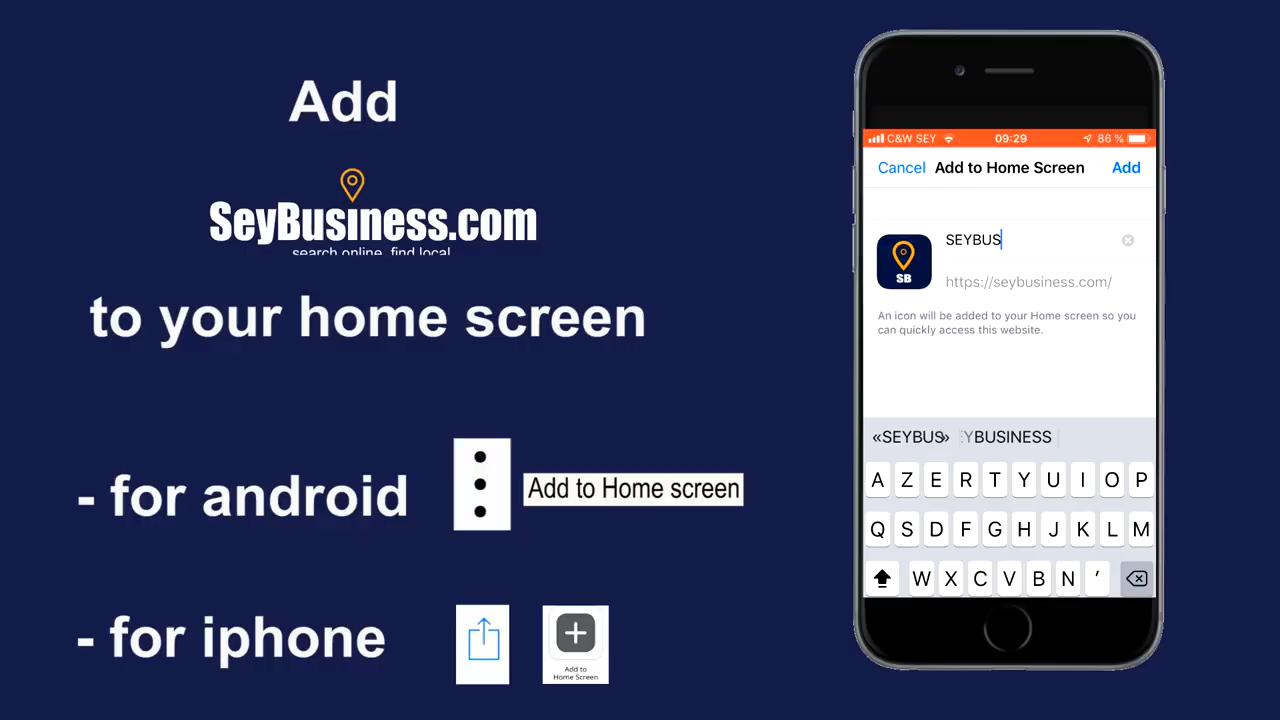 Add
SeyBusiness.com
search online, find local
to your home screen
- for android
Add to Home screen
- for iphone
Add to
Home Screen
C&W SEY 09:29 86 %
Cancel Add to Home Screen Add
SEYBUS
SB
https://seybusiness.com/
An icon will be added to your Home screen so you
can quickly access this website.
«SEYBUS» YBUSINESS
A Z E R T Y U I O P
Q S D F G H J K L M
W X C V B N ’